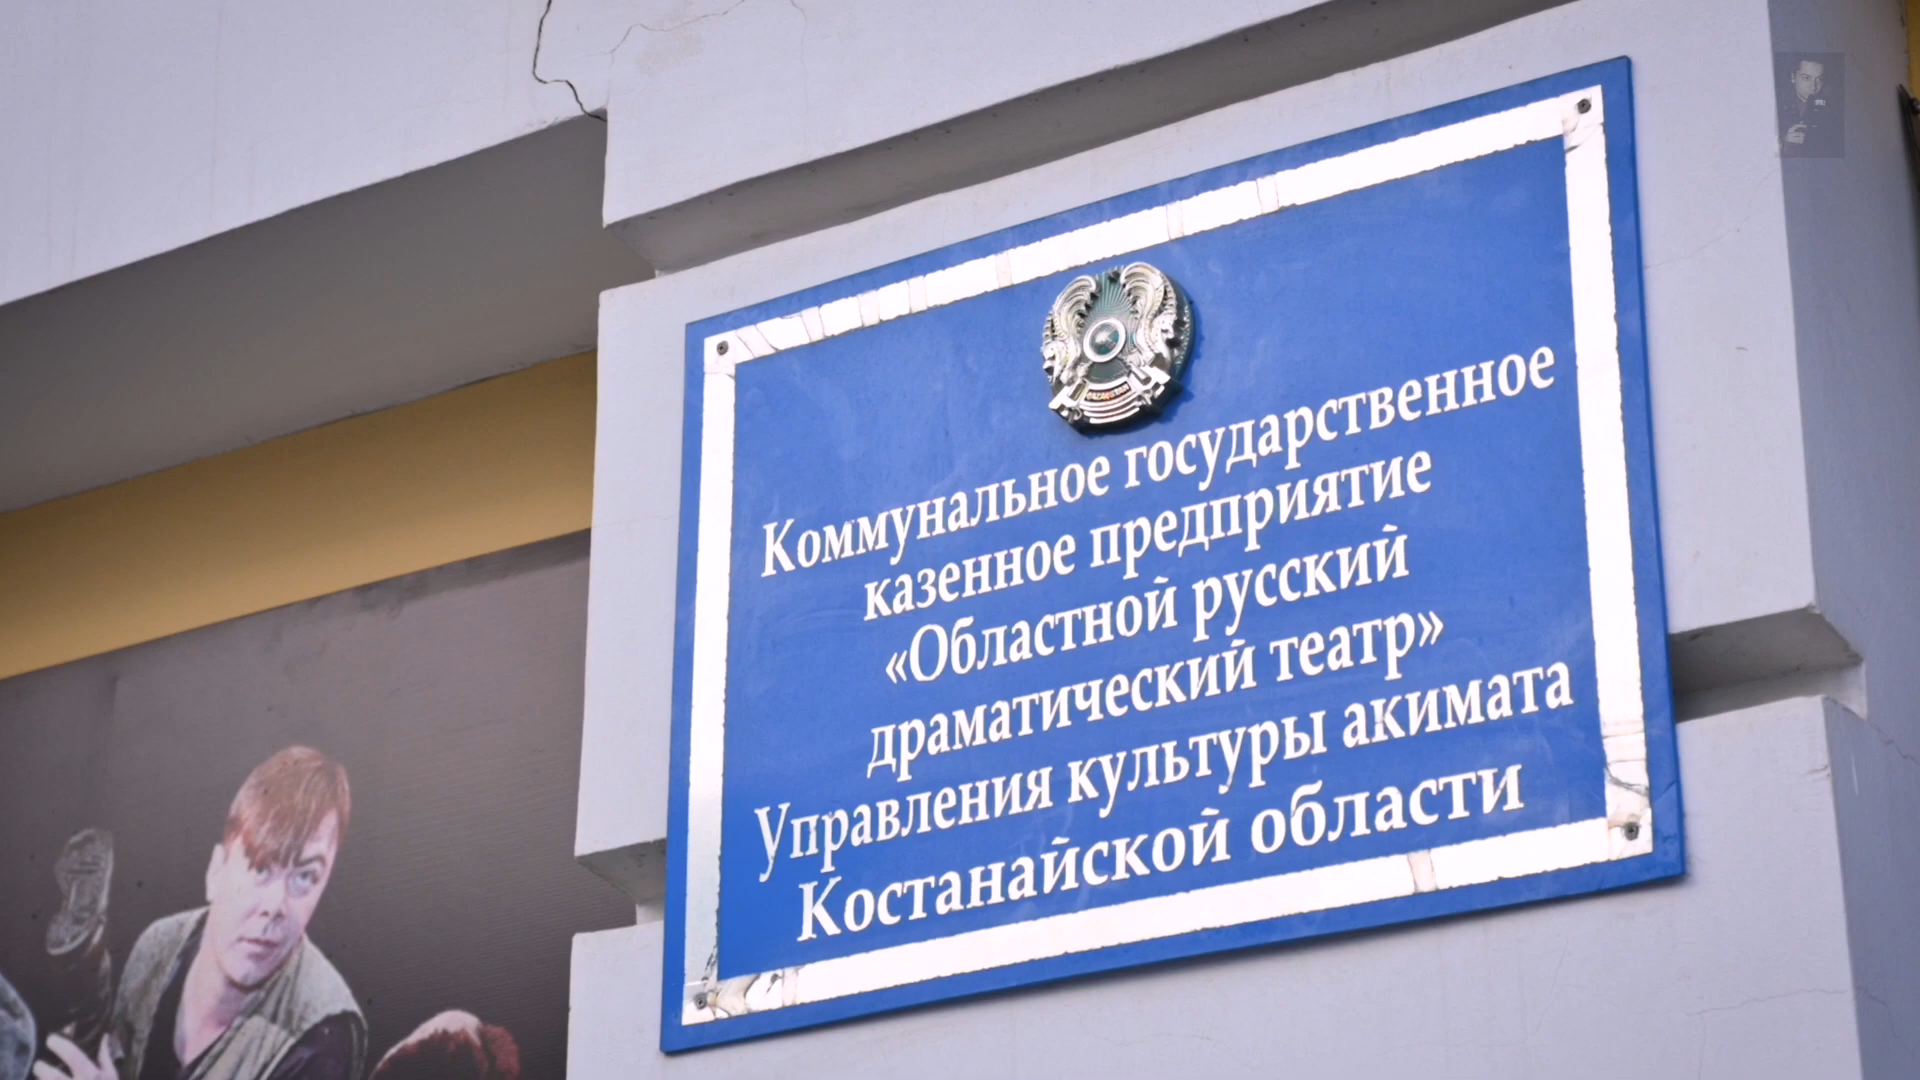 Коммунальное государственное
казенное предприятие
«Областной русский
драматический театр»
Управления культуры акимата
Костанайской области